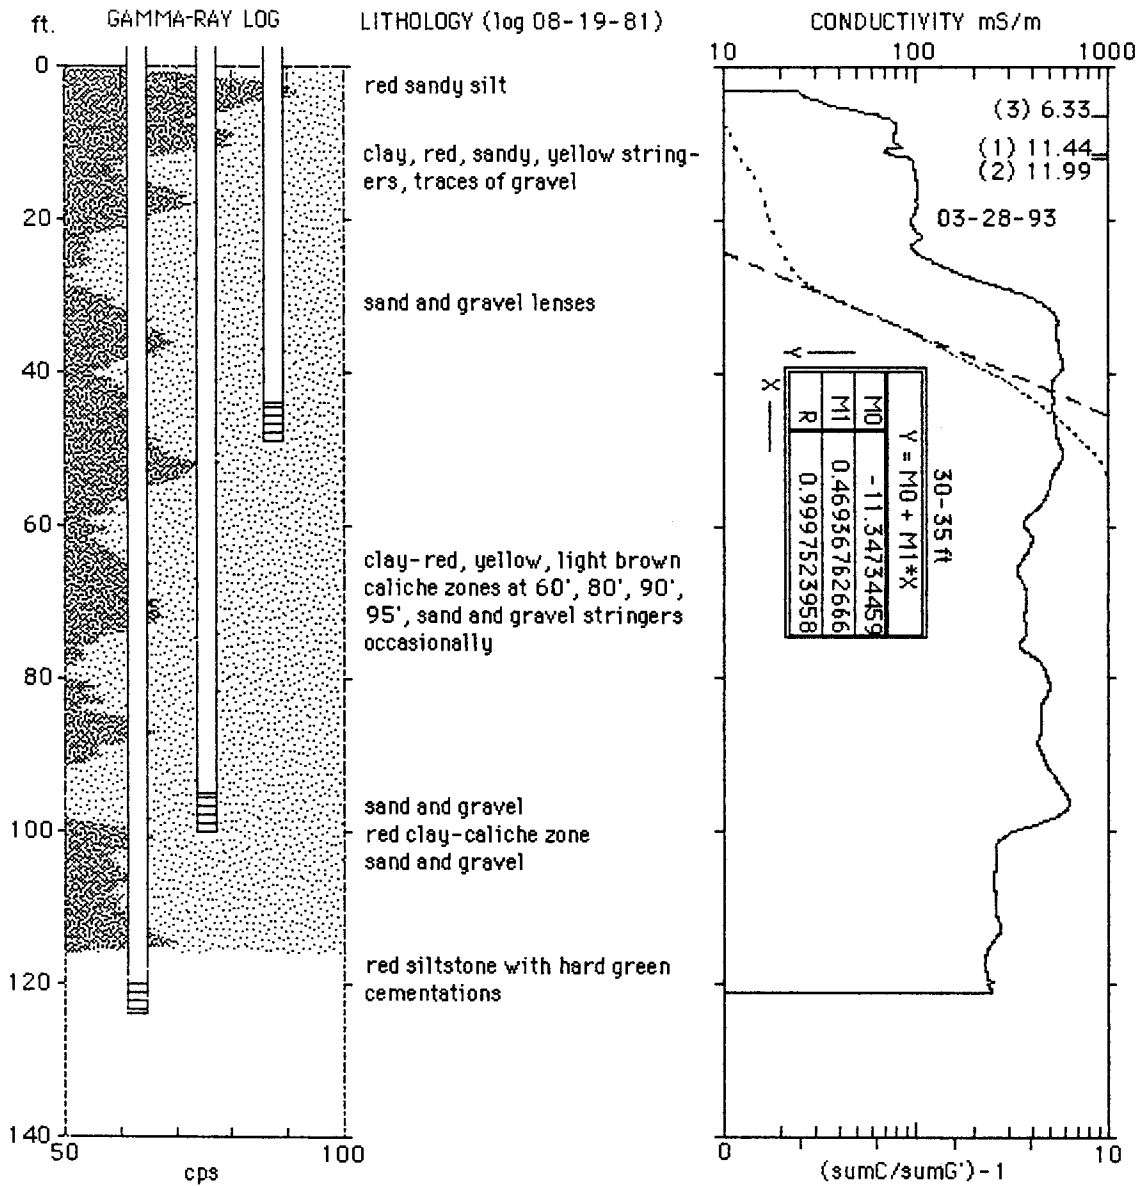 ft.
GAMMA-RAY LOG
LITHOLOGY (log 08-19-81)
CONDUCTIVITY mS/m
10 100 1000
0
20
40
60
80
100
120
140
red sandy silt
clay, red, sandy, yellow string-
ers, traces of gravel
sand and gravel lenses
clay-red, yellow, light brown
caliche zones at 60', 80', 90',
95', sand and gravel stringers
occasionally
sand and gravel
red clay-caliche zone
sand and gravel
red siltstone with hard green
cementations
(3) 6.33
(1) 11.44
(2) 11.99
03-28-93
30-35 ft
Y = M0 + M1*X
M0 -11.34734459
M1 0.46936762666
R 0.9997523958
Y
X
50 100
cps
0 10
(sumC/sumG')-1